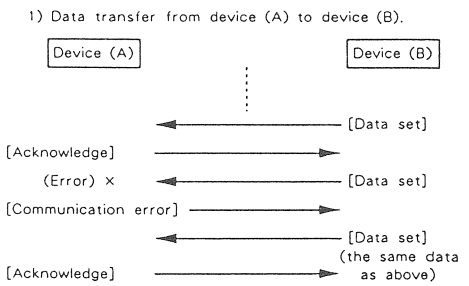 1) Data transfer from device (A) to device (B).
Device (A) Device (B)
[Data set]
[Acknowledge]
(Error) × [Data set]
[Communication error]
[Data set]
(the same data
[Acknowledge] as above)